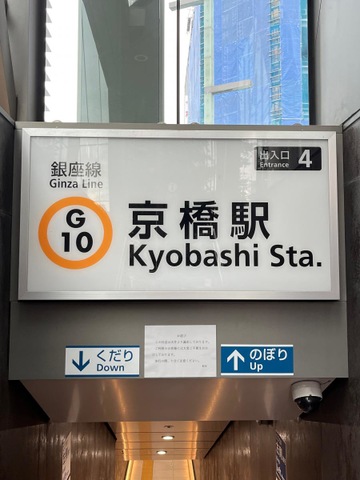 銀座線
Ginza Line
出入口 4
Entrance
G
10
京橋駅
Kyobashi Sta.
くだり
Down
のぼり
Up